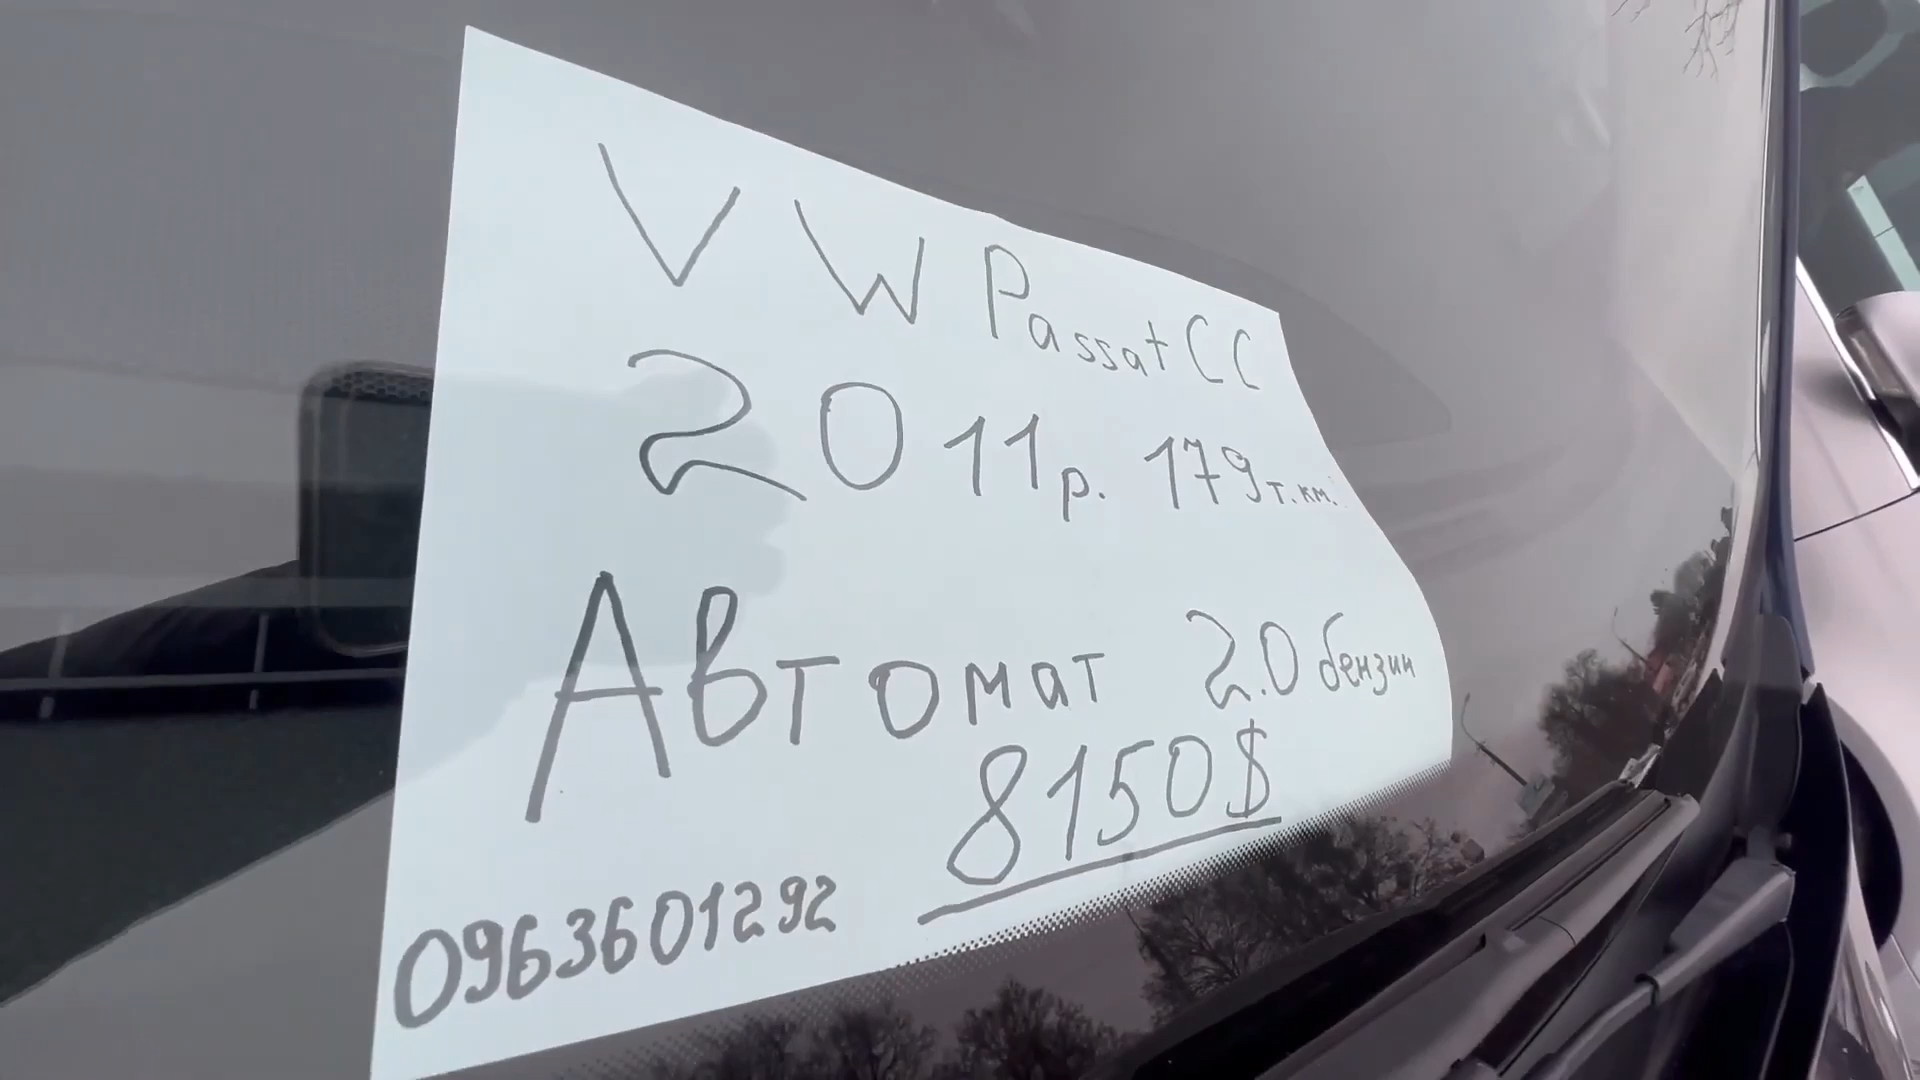 VW Passat CC
2011р. 179т.км.
Автомат 2.0 бензин
8150$
0963601292